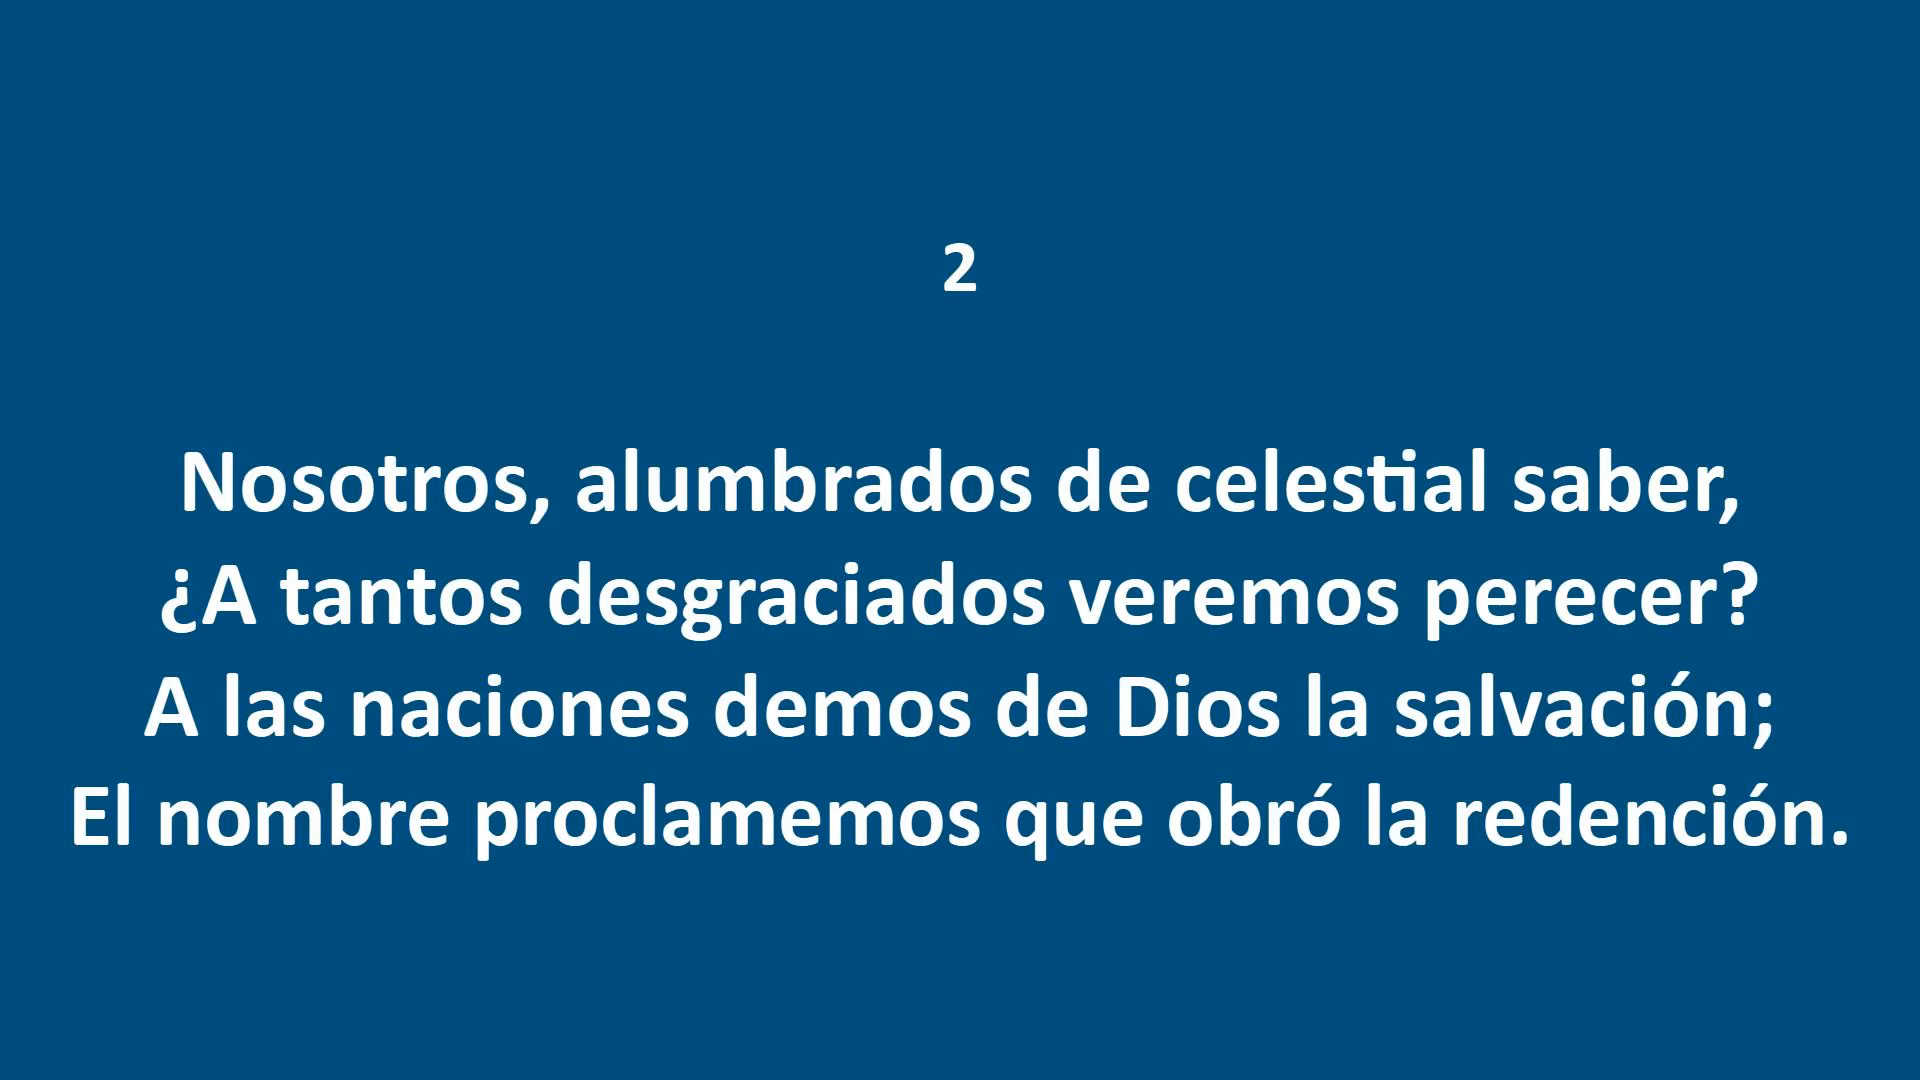 2
Nosotros, alumbrados de celestial saber,
¿A tantos desgraciados veremos perecer?
A las naciones demos de Dios la salvación;
El nombre proclamemos que obró la redención.